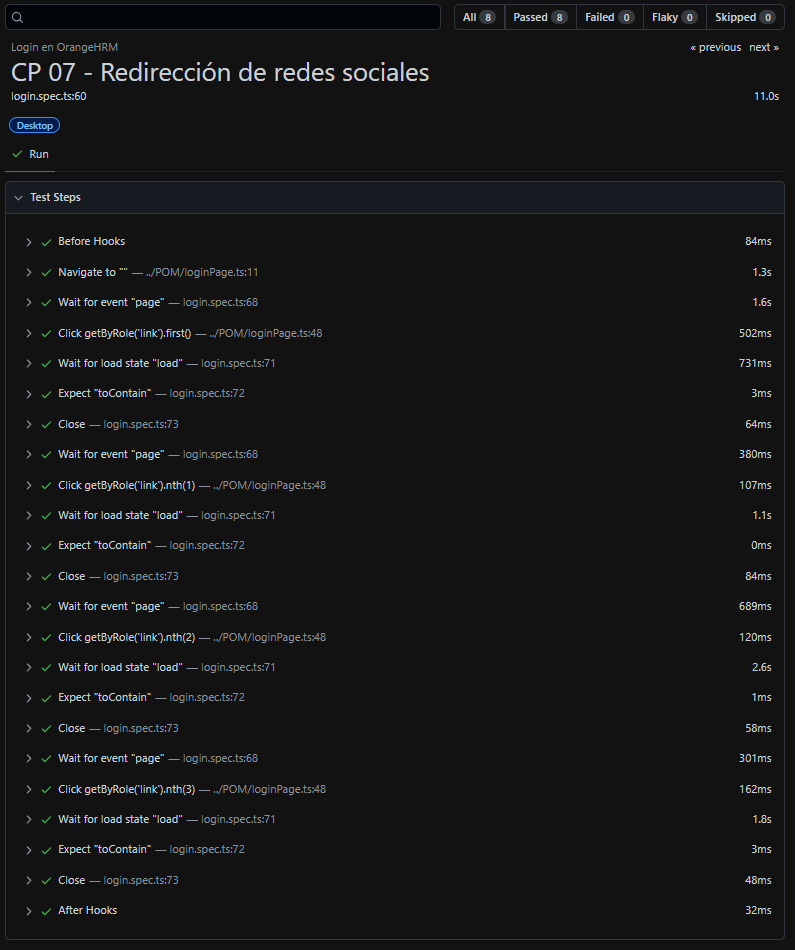 All 8 Passed 8 Failed 0 Flaky 0 Skipped 0
Login en OrangeHRM « previous next »
CP 07 - Redirección de redes sociales
login.spec.ts:60 11.0s
Desktop
Run
Test Steps
Before Hooks 84ms
Navigate to "" — ../POM/loginPage.ts:11 1.3s
Wait for event "page" — login.spec.ts:68 1.6s
Click getByRole('link').first() — ../POM/loginPage.ts:48 502ms
Wait for load state "load" — login.spec.ts:71 731ms
Expect "toContain" — login.spec.ts:72 3ms
Close — login.spec.ts:73 64ms
Wait for event "page" — login.spec.ts:68 380ms
Click getByRole('link').nth(1) — ../POM/loginPage.ts:48 107ms
Wait for load state "load" — login.spec.ts:71 1.1s
Expect "toContain" — login.spec.ts:72 0ms
Close — login.spec.ts:73 84ms
Wait for event "page" — login.spec.ts:68 689ms
Click getByRole('link').nth(2) — ../POM/loginPage.ts:48 120ms
Wait for load state "load" — login.spec.ts:71 2.6s
Expect "toContain" — login.spec.ts:72 1ms
Close — login.spec.ts:73 58ms
Wait for event "page" — login.spec.ts:68 301ms
Click getByRole('link').nth(3) — ../POM/loginPage.ts:48 162ms
Wait for load state "load" — login.spec.ts:71 1.8s
Expect "toContain" — login.spec.ts:72 3ms
Close — login.spec.ts:73 48ms
After Hooks 32ms